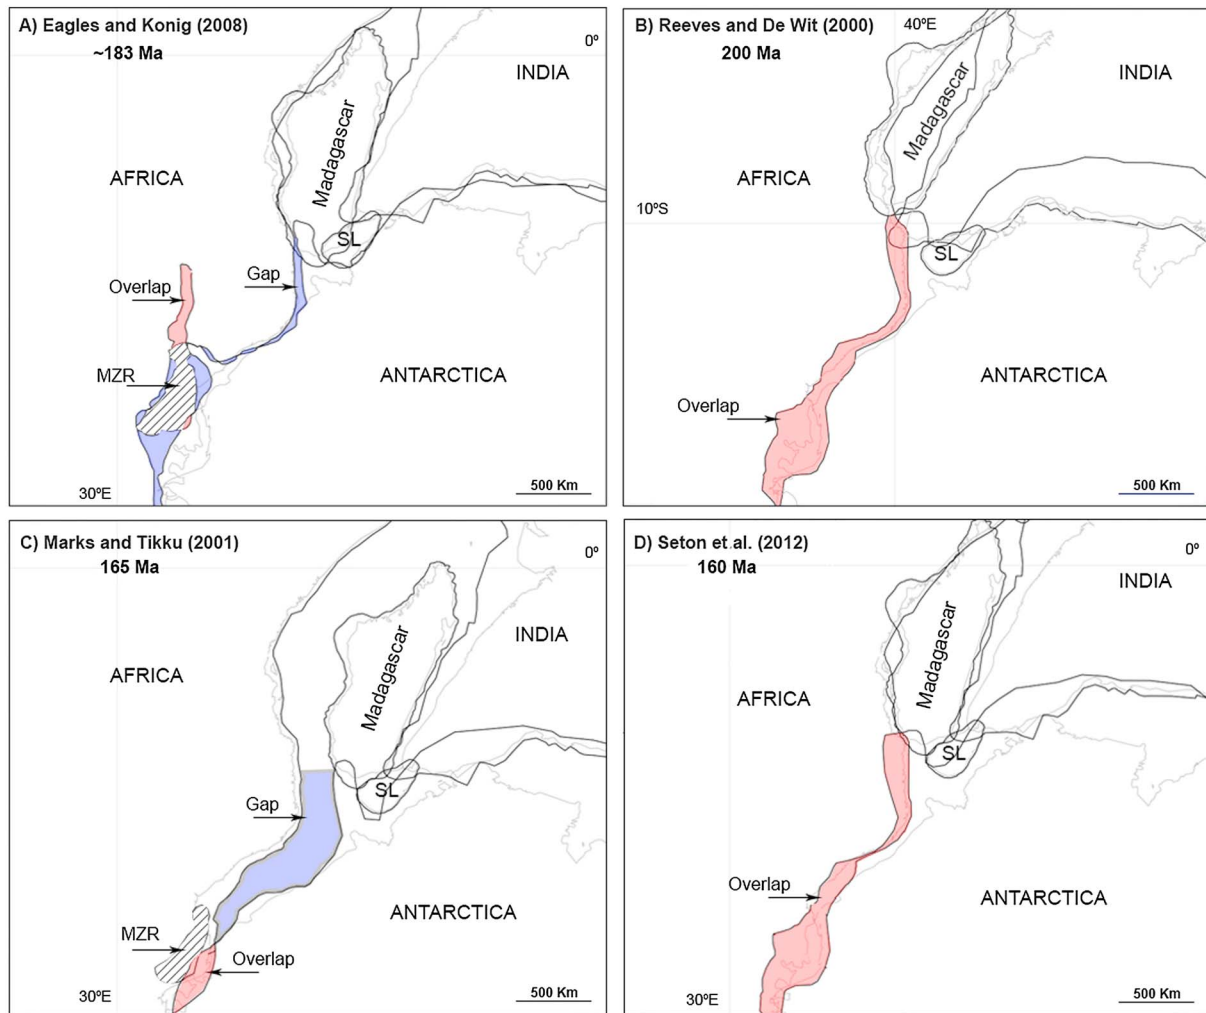 A) Eagles and Konig (2008)
~183 Ma
0º
INDIA
Madagascar
AFRICA
SL
Gap
Overlap
MZR
ANTARCTICA
30ºE
500 Km
B) Reeves and De Wit (2000)
200 Ma
40ºE
INDIA
Madagascar
AFRICA
10ºS
SL
ANTARCTICA
Overlap
500 Km
C) Marks and Tikku (2001)
165 Ma
0º
INDIA
Madagascar
AFRICA
SL
Gap
ANTARCTICA
MZR
Overlap
30ºE
500 Km
D) Seton et.al. (2012)
160 Ma
0º
INDIA
Madagascar
AFRICA
SL
Overlap
ANTARCTICA
30ºE
500 Km